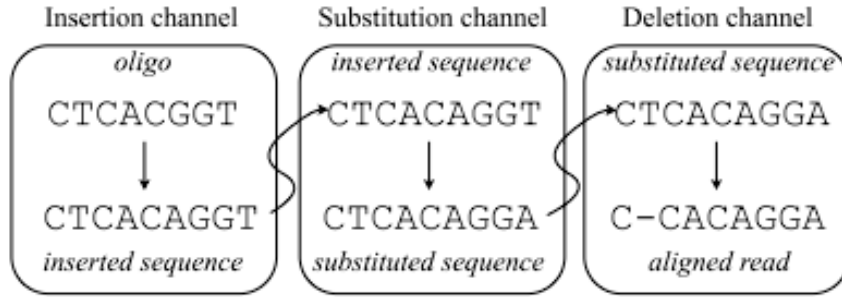 Insertion channel
oligo
CTCACGGT
CTCACAGGT
inserted sequence
Substitution channel
inserted sequence
CTCACAGGT
CTCACAGGA
substituted sequence
Deletion channel
substituted sequence
CTCACAGGA
C-CACAGGA
aligned read